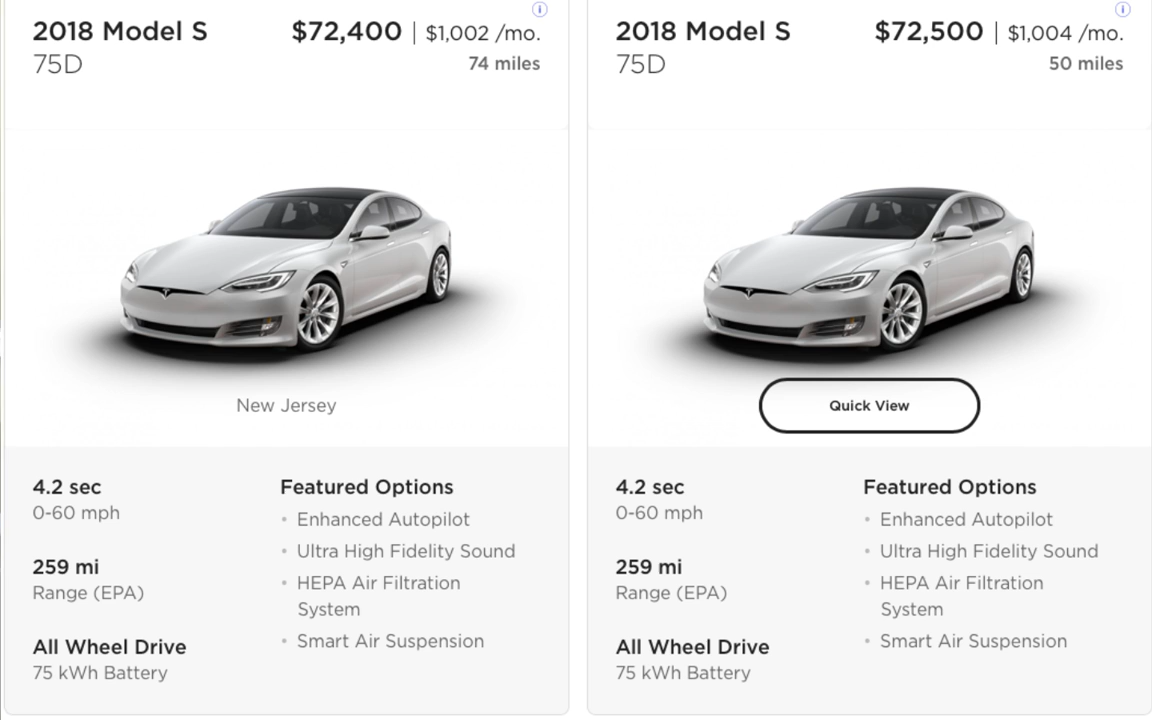 2018 Model S
$72,400 | $1,002 /mo.
75D
74 miles
New Jersey
4.2 sec
0-60 mph
259 mi
Range (EPA)
All Wheel Drive
75 kWh Battery
Featured Options
• Enhanced Autopilot
• Ultra High Fidelity Sound
• HEPA Air Filtration
System
• Smart Air Suspension
2018 Model S
$72,500 | $1,004 /mo.
75D
50 miles
Quick View
4.2 sec
0-60 mph
259 mi
Range (EPA)
All Wheel Drive
75 kWh Battery
Featured Options
• Enhanced Autopilot
• Ultra High Fidelity Sound
• HEPA Air Filtration
System
• Smart Air Suspension